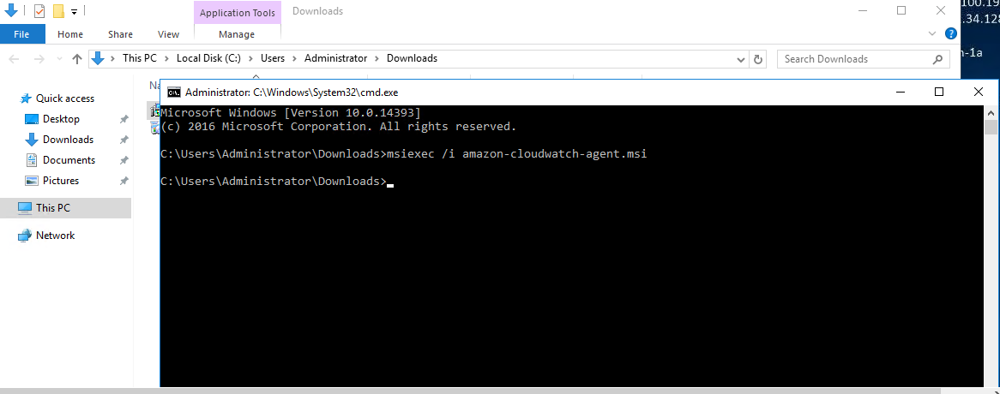 Application Tools
Downloads
File
Home
Share
View
Manage
This PC
Local Disk (C:)
Users
Administrator
Downloads
Search Downloads
100.19
.34.128
n-1a
Quick access
Desktop
Downloads
Documents
Pictures
This PC
Network
Na
Administrator: C:\Windows\System32\cmd.exe
Microsoft Windows [Version 10.0.14393]
(c) 2016 Microsoft Corporation. All rights reserved.
C:\Users\Administrator\Downloads>msiexec /i amazon-cloudwatch-agent.msi
C:\Users\Administrator\Downloads>